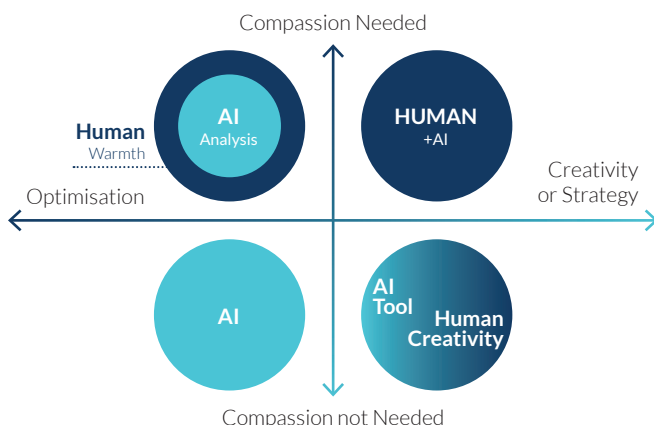 Compassion Needed
AI
Analysis
HUMAN
+AI
Human
Warmth
Creativity
or Strategy
Optimisation
AI
AI
Tool
Human
Creativity
Compassion not Needed